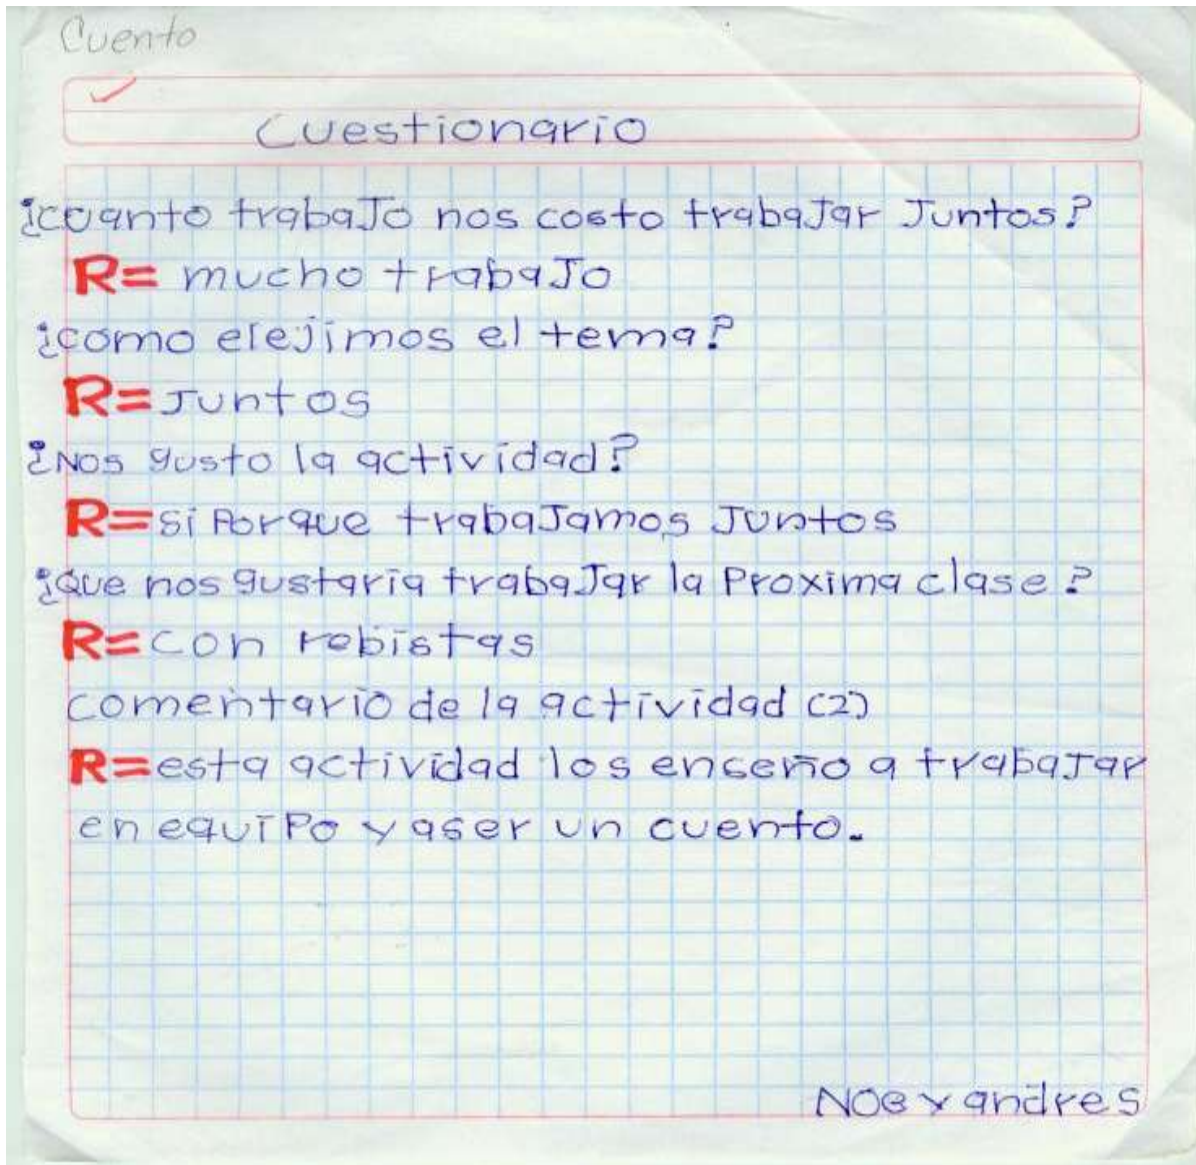 Cuento
Cuestionario
¿cuanto trabaJo nos costo trabaJar Juntos?
R= mucho trabaJo
¿como elejimos el tema?
R= Juntos
¿Nos gusto la actividad?
R= si Porque trabaJamos Juntos
¿Que nos gustaria trabaJar la Proxima clase?
R= con rebistas
comentario de la actividad (2)
R= esta actividad los enseño a trabaJar
en equiPo y aser un cuento.
Noe y andres